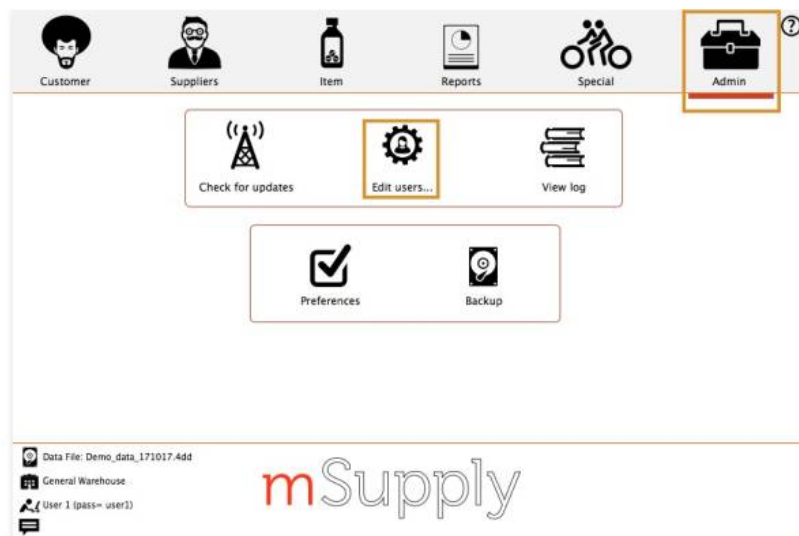 ?
Customer Suppliers Item Reports Special Admin
Check for updates Edit users... View log
Preferences Backup
Data File: Demo_data_171017.4dd
General Warehouse
User 1 (pass= user1)
mSupply